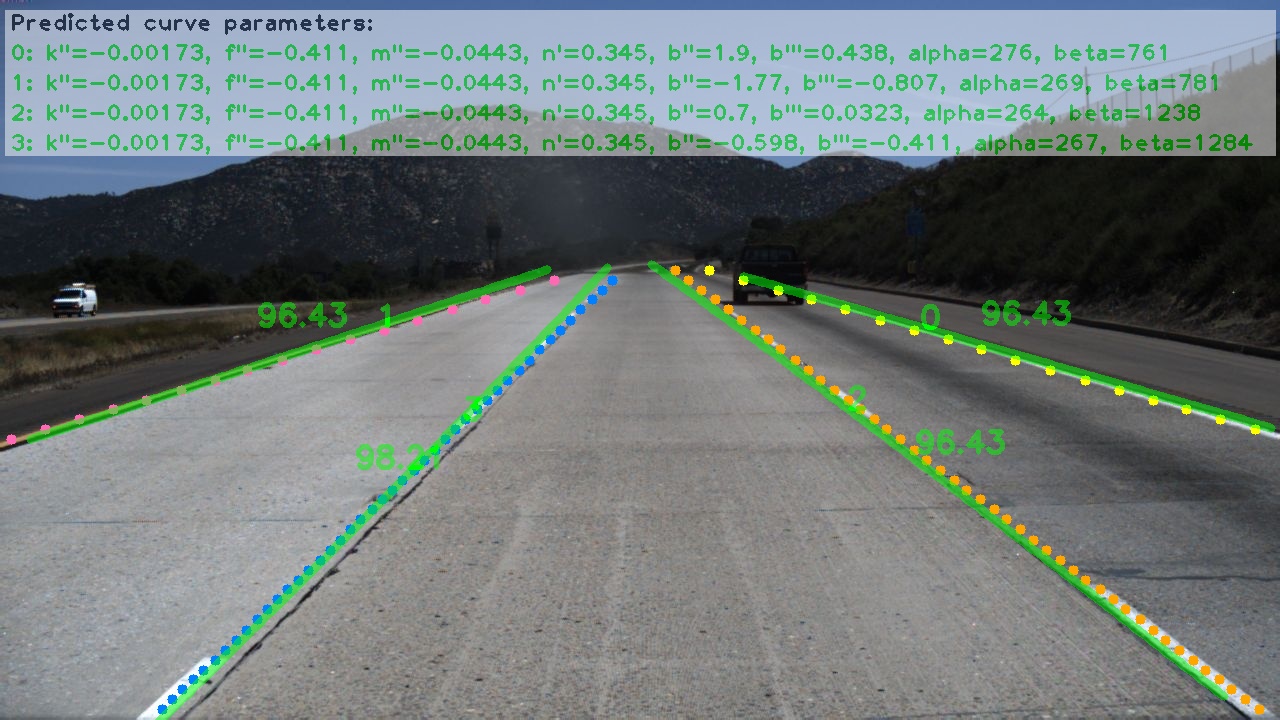 Predicted curve parameters:
0: k''=-0.00173, f''=-0.411, m''=-0.0443, n'=0.345, b''=1.9, b'''=0.438, alpha=276, beta=761
1: k''=-0.00173, f''=-0.411, m''=-0.0443, n'=0.345, b''=-1.77, b'''=-0.807, alpha=269, beta=781
2: k''=-0.00173, f''=-0.411, m''=-0.0443, n'=0.345, b''=0.7, b'''=0.0323, alpha=264, beta=1238
3: k''=-0.00173, f''=-0.411, m''=-0.0443, n'=0.345, b''=-0.598, b'''=-0.411, alpha=267, beta=1284
96.43 1 0 96.43
3 2
96.43